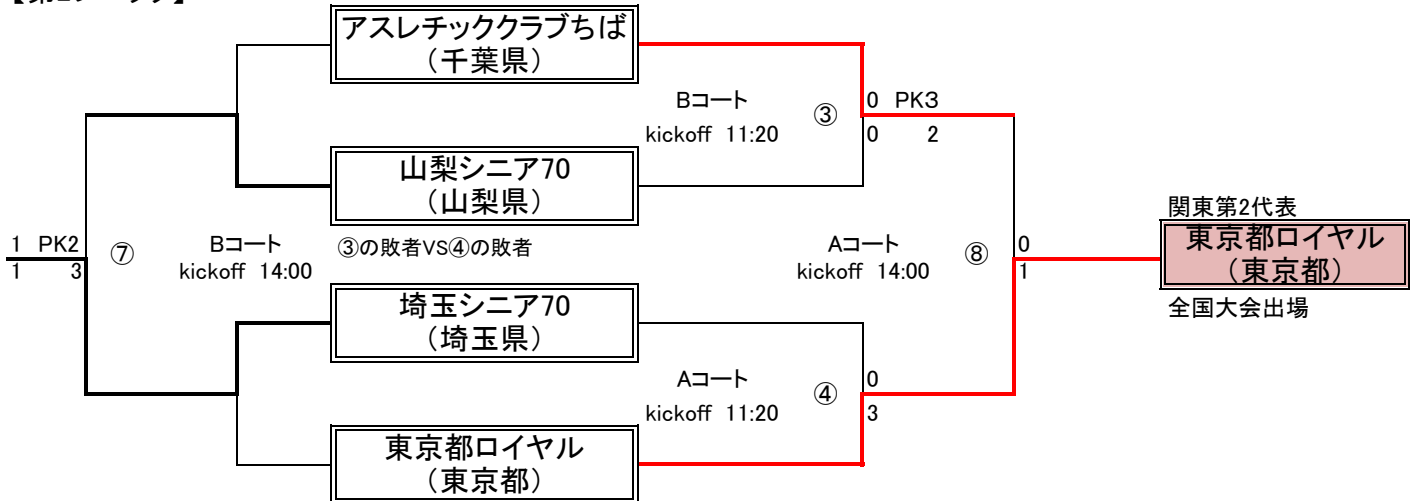 アスレチッククラブちば
（千葉県）
Bコート
kickoff 11:20
③
0 PK3
0 2
山梨シニア70
（山梨県）
③の敗者VS④の敗者
1 PK2
1 3
⑦
Bコート
kickoff 14:00
Aコート
kickoff 14:00
⑧
0
1
関東第2代表
東京都ロイヤル
（東京都）
全国大会出場
埼玉シニア70
（埼玉県）
Aコート
kickoff 11:20
④
0
3
東京都ロイヤル
（東京都）